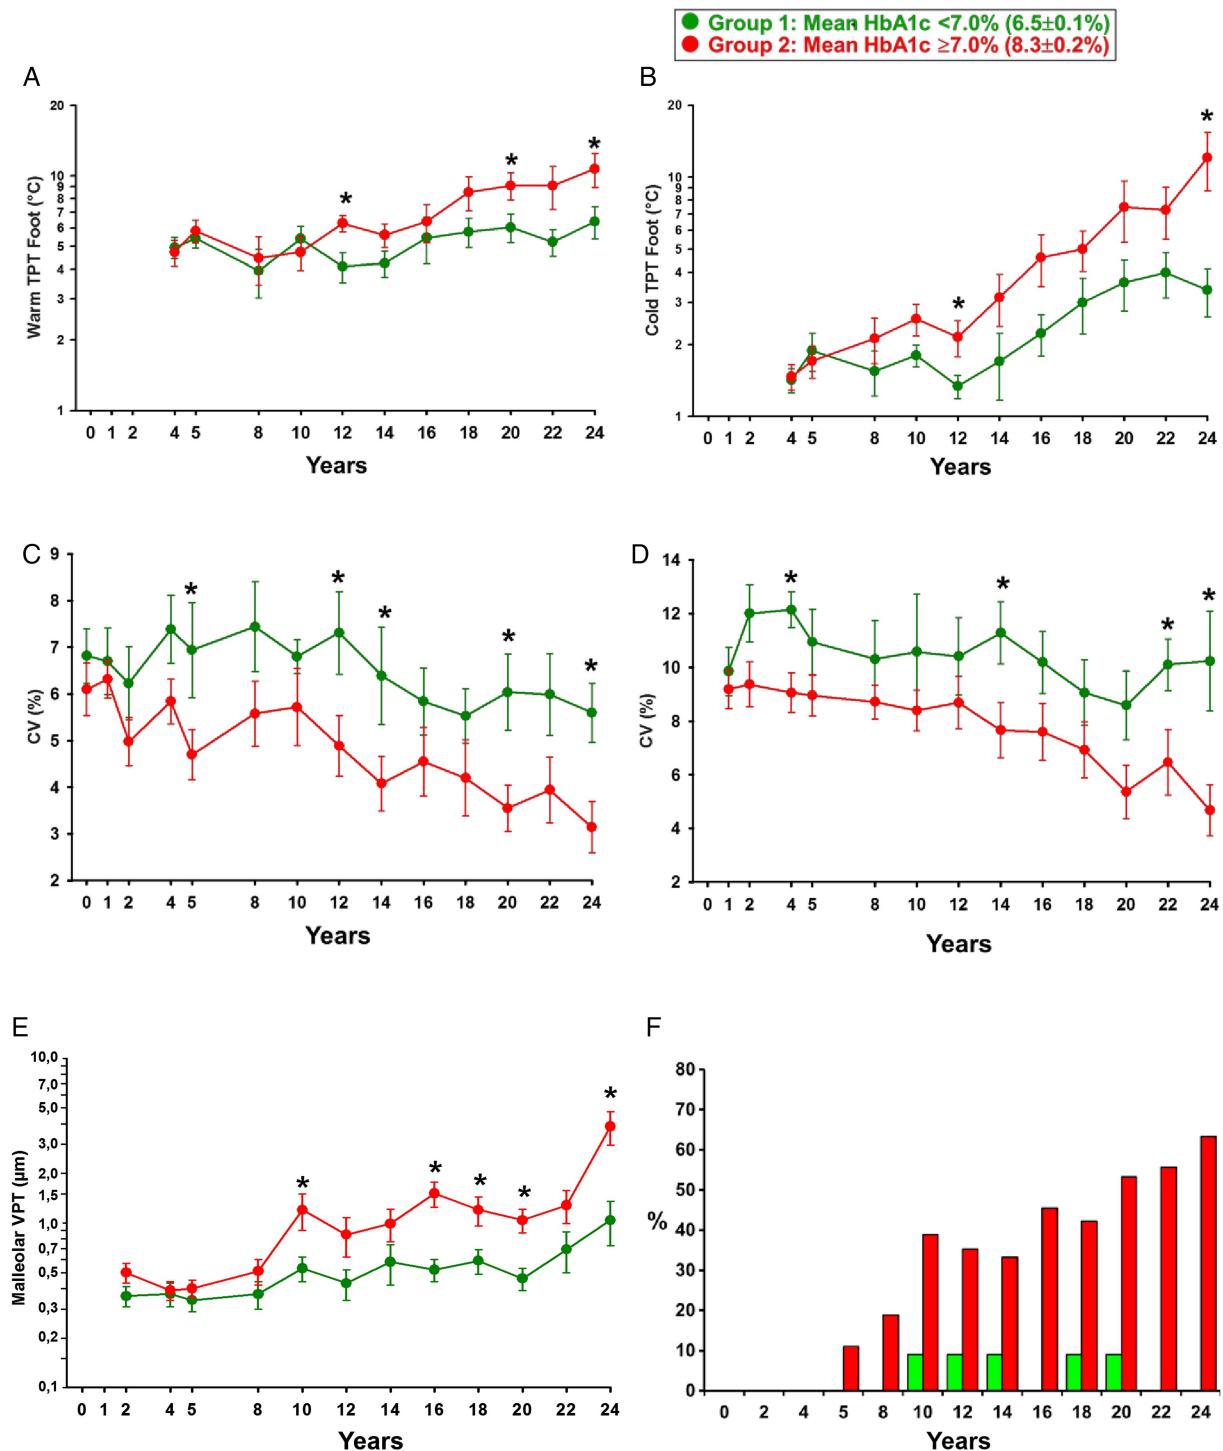 Group 1: Mean HbA1c <7.0% (6.5±0.1%)
Group 2: Mean HbA1c ≥7.0% (8.3±0.2%)
A
20
10
9
8
7
6
5
4
3
2
1
Warm TPT Foot (°C)
* * *
0 1 2 4 5 8 10 12 14 16 18 20 22 24
Years
B
20
10
9
8
7
6
5
4
3
2
1
Cold TPT Foot (°C)
* *
0 1 2 4 5 8 10 12 14 16 18 20 22 24
Years
C
9
8
7
6
5
4
3
2
CV (%)
* * * * *
0 1 2 4 5 8 10 12 14 16 18 20 22 24
Years
D
14
12
10
8
6
4
2
CV (%)
* * * *
0 1 2 4 5 8 10 12 14 16 18 20 22 24
Years
E
10,0
7,0
5,0
3,0
2,0
1,5
1,0
0,7
0,5
0,3
0,2
0,1
Malleolar VPT (µm)
* * * * *
0 1 2 4 5 8 10 12 14 16 18 20 22 24
Years
F
80
70
60
50
40
30
20
10
0
%
0 2 4 5 8 10 12 14 16 18 20 22 24
Years